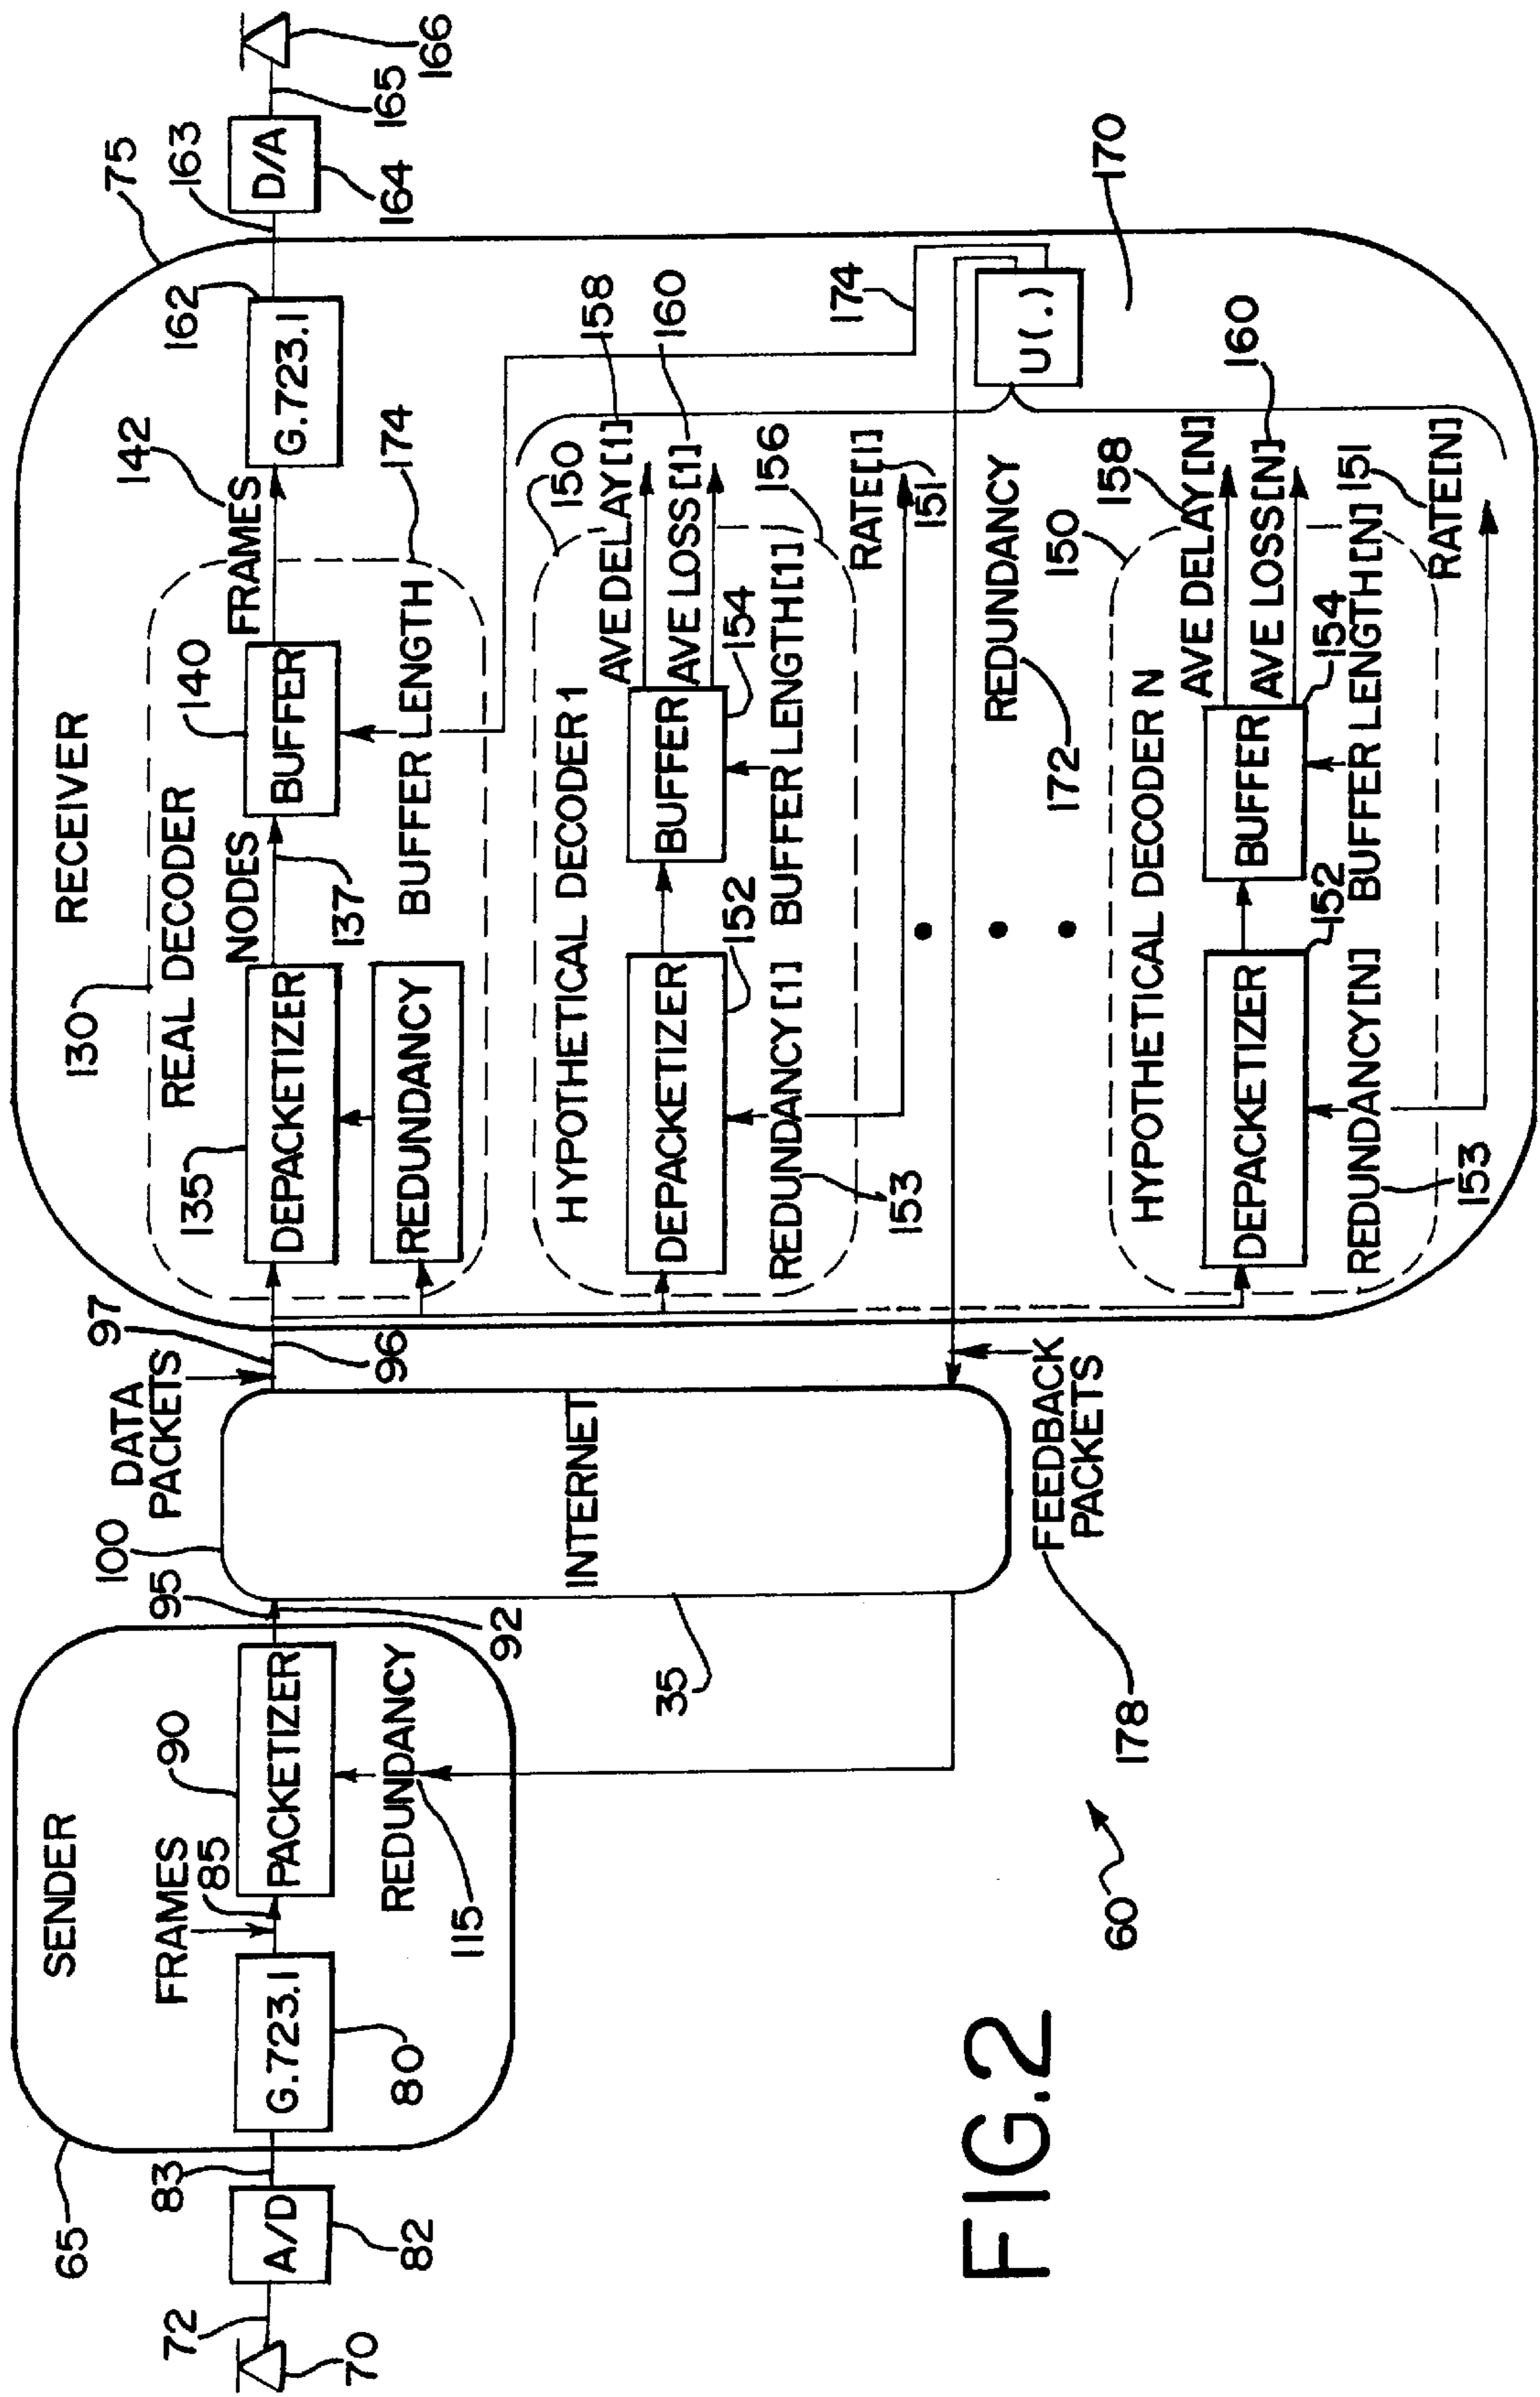 SENDER
65
70
72
A/D
82
83
G.723.1
80
FRAMES
85
PACKETIZER
90
REDUNDANCY
115
92
95
100
INTERNET
35
DATA
PACKETS
97
96
FEEDBACK
PACKETS
178
RECEIVER
75
130
REAL DECODER
135
DEPACKETIZER
REDUNDANCY
NODES
137
140
BUFFER
BUFFER LENGTH
174
FRAMES
142
G.723.1
162
163
D/A
164
165
166
HYPOTHETICAL DECODER 1
150
DEPACKETIZER
152
BUFFER
154
AVE DELAY[1]
158
AVE LOSS[1]
160
REDUNDANCY[1]
153
BUFFER LENGTH[1]
156
RATE[1]
151
REDUNDANCY
172
174
U(.)
170
HYPOTHETICAL DECODER N
150
DEPACKETIZER
152
BUFFER
154
AVE DELAY[N]
158
AVE LOSS[N]
160
REDUNDANCY[N]
153
BUFFER LENGTH[N]
151
RATE[N]
60
FIG.2